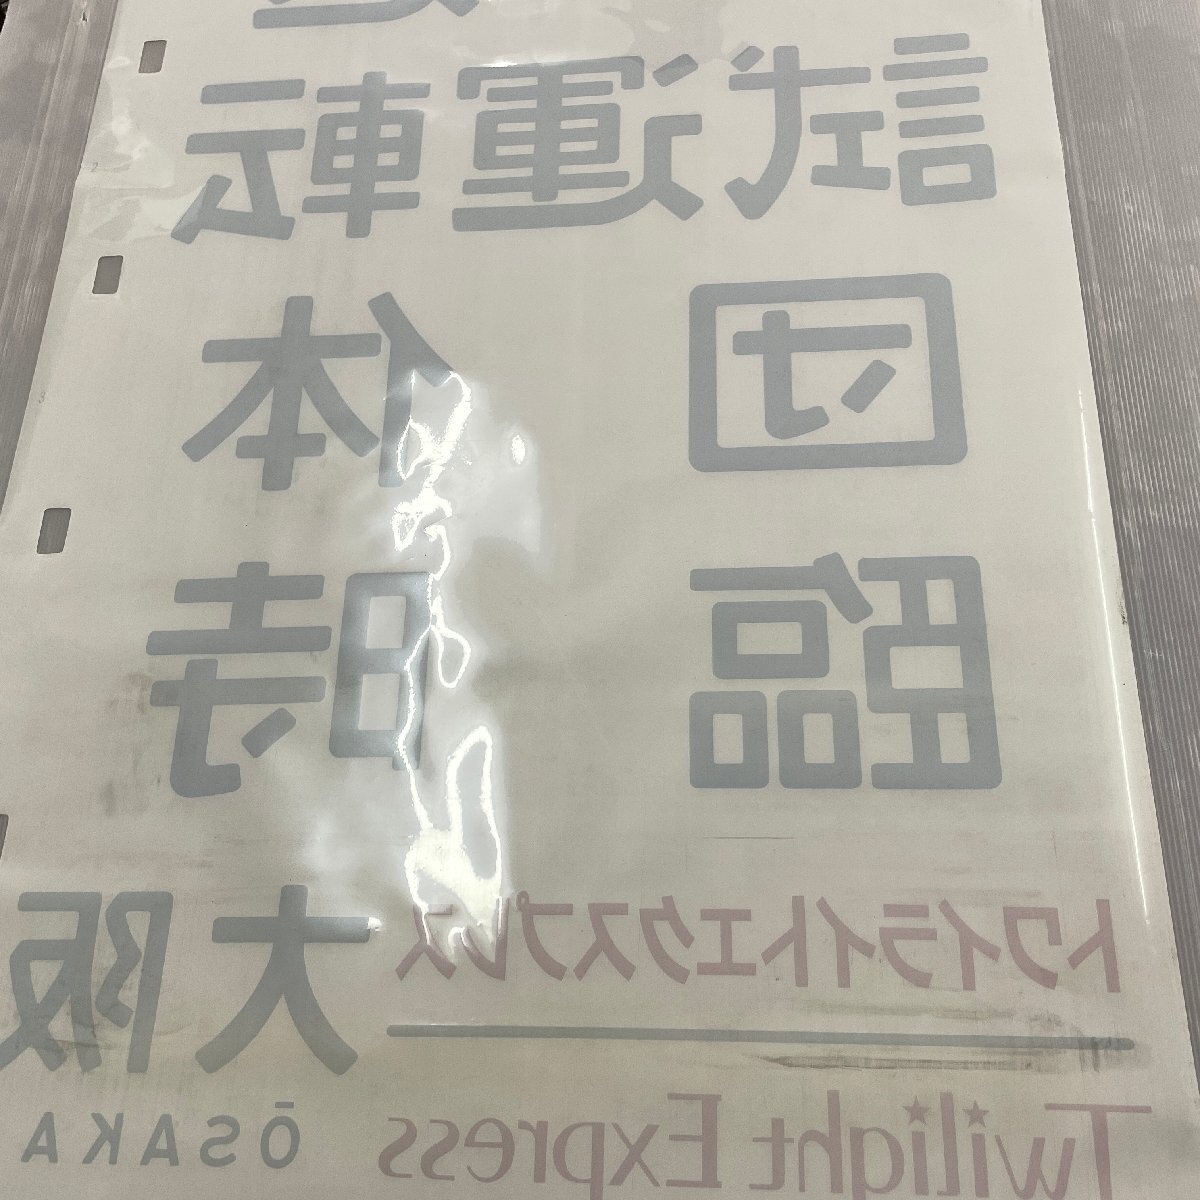 試運転
団体
臨時
トワイライトエクスプレス
大阪
Twilight Express
ŌSAKA